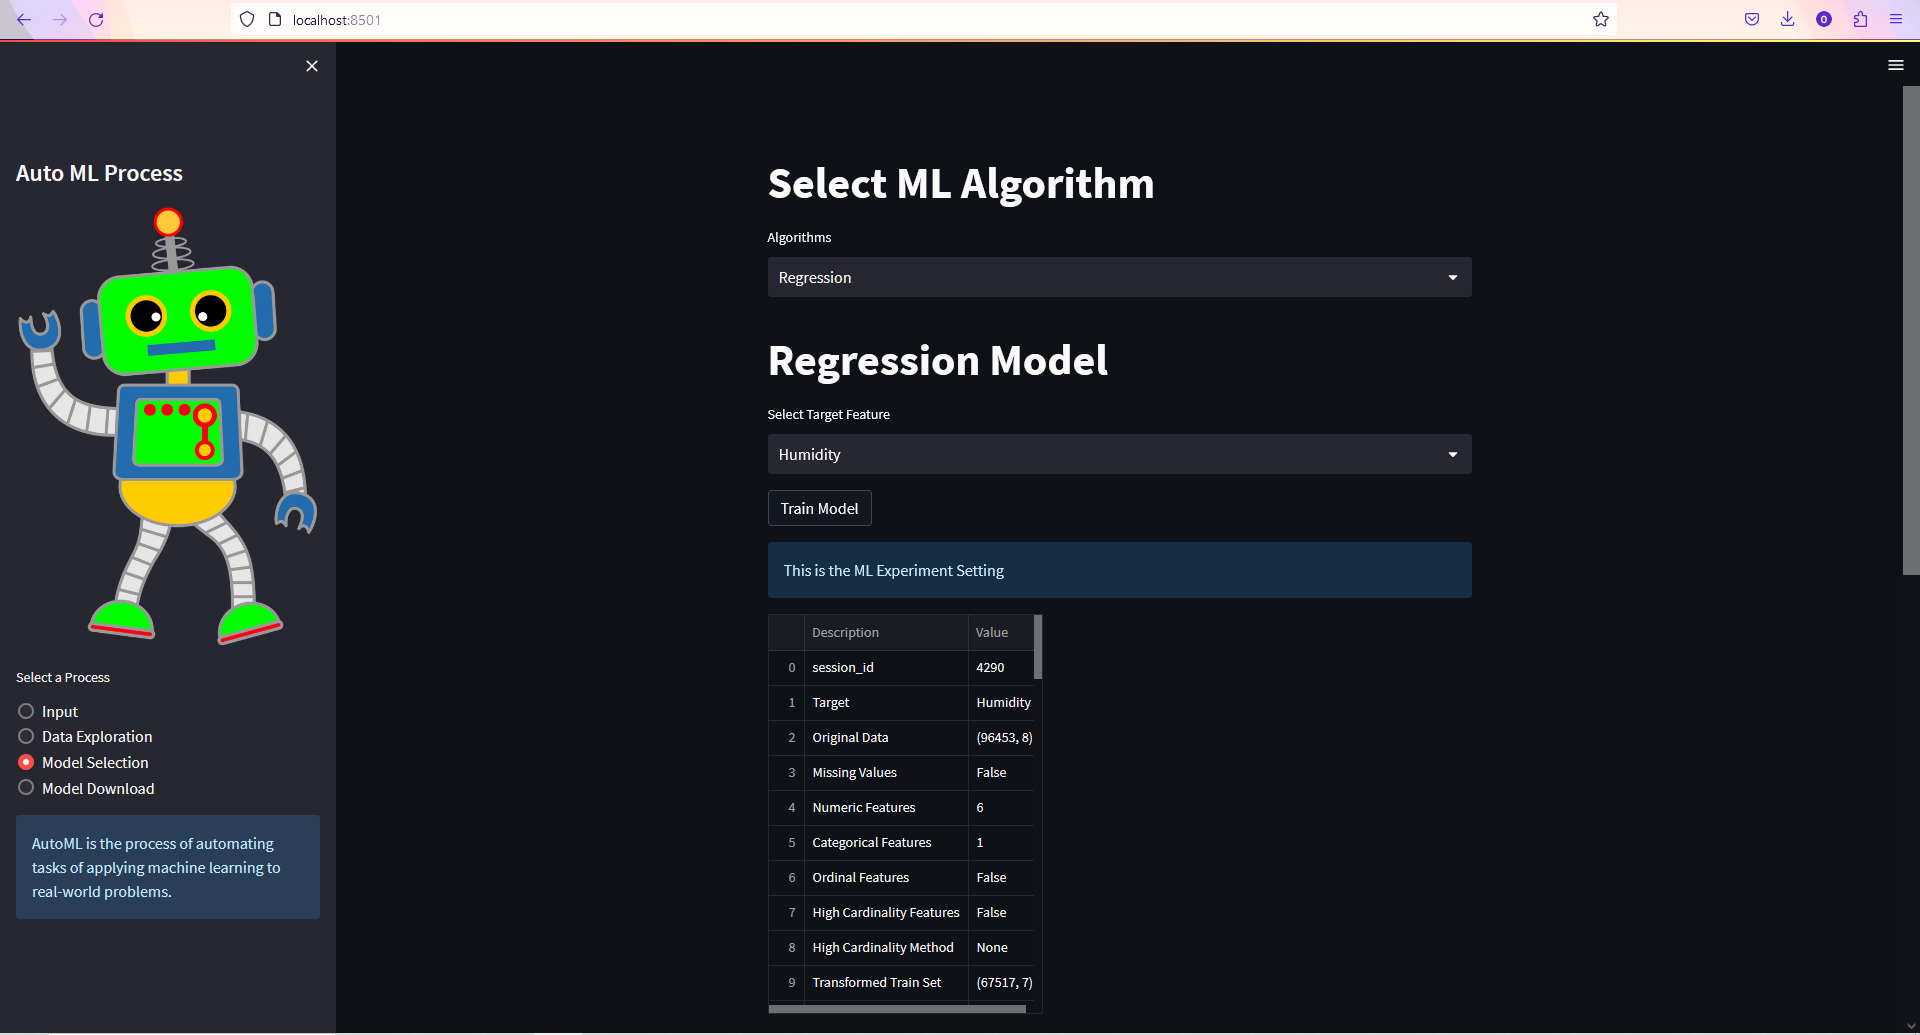 localhost:8501
0
Auto ML Process
Select a Process
Input
Data Exploration
Model Selection
Model Download
AutoML is the process of automating
tasks of applying machine learning to
real-world problems.
Select ML Algorithm
Algorithms
Regression
Regression Model
Select Target Feature
Humidity
Train Model
This is the ML Experiment Setting
Description Value
0 session_id 4290
1 Target Humidity
2 Original Data (96453, 8)
3 Missing Values False
4 Numeric Features 6
5 Categorical Features 1
6 Ordinal Features False
7 High Cardinality Features False
8 High Cardinality Method None
9 Transformed Train Set (67517, 7)